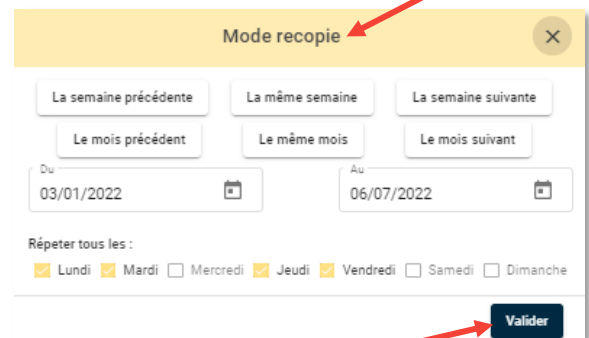 Mode recopie
La semaine précédente La même semaine La semaine suivante
Le mois précédent Le même mois Le mois suivant
Du Au
03/01/2022 06/07/2022
Répeter tous les :
Lundi Mardi Mercredi Jeudi Vendredi Samedi Dimanche
Valider